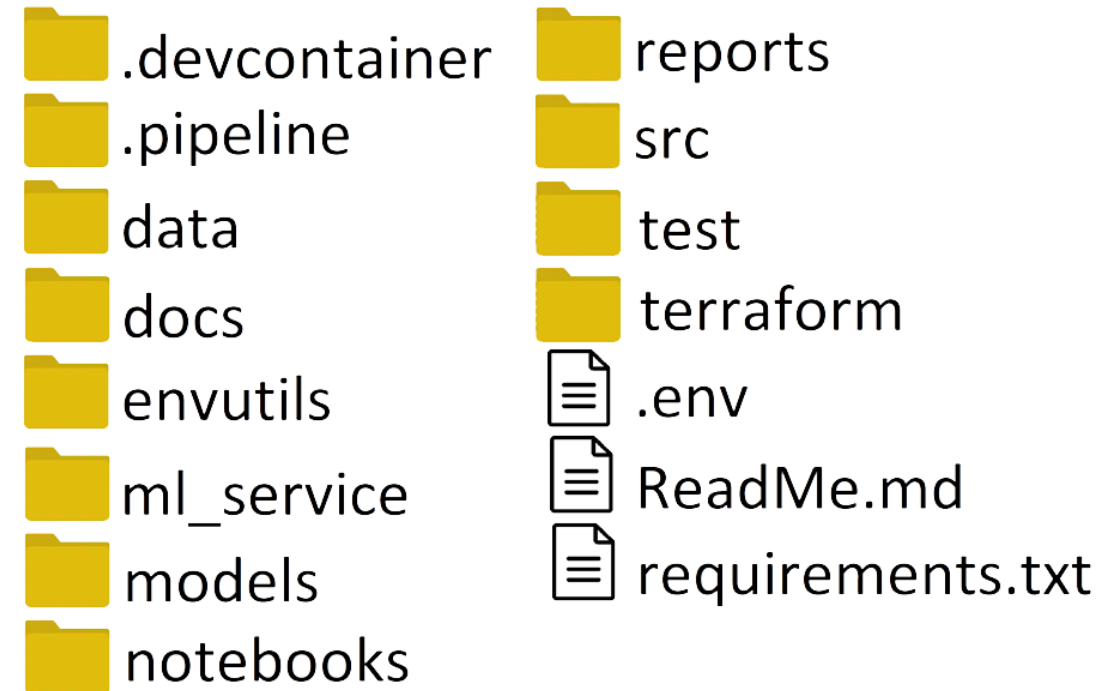 .devcontainer
.pipeline
data
docs
envutils
ml_service
models
notebooks
reports
src
test
terraform
.env
ReadMe.md
requirements.txt